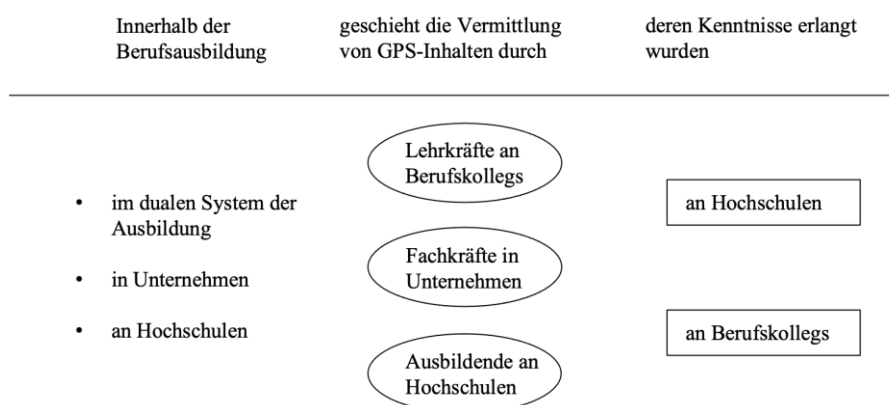 Innerhalb der
Berufsausbildung
geschieht die Vermittlung
von GPS-Inhalten durch
deren Kenntnisse erlangt
wurden
• im dualen System der
Ausbildung
• in Unternehmen
• an Hochschulen
Lehrkräfte an
Berufskollegs
Fachkräfte in
Unternehmen
Ausbildende an
Hochschulen
an Hochschulen
an Berufskollegs